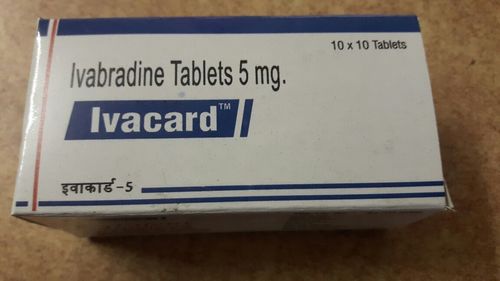 10 x 10 Tablets
Ivabradine Tablets 5 mg.
Ivacard™
इवाकार्ड-5